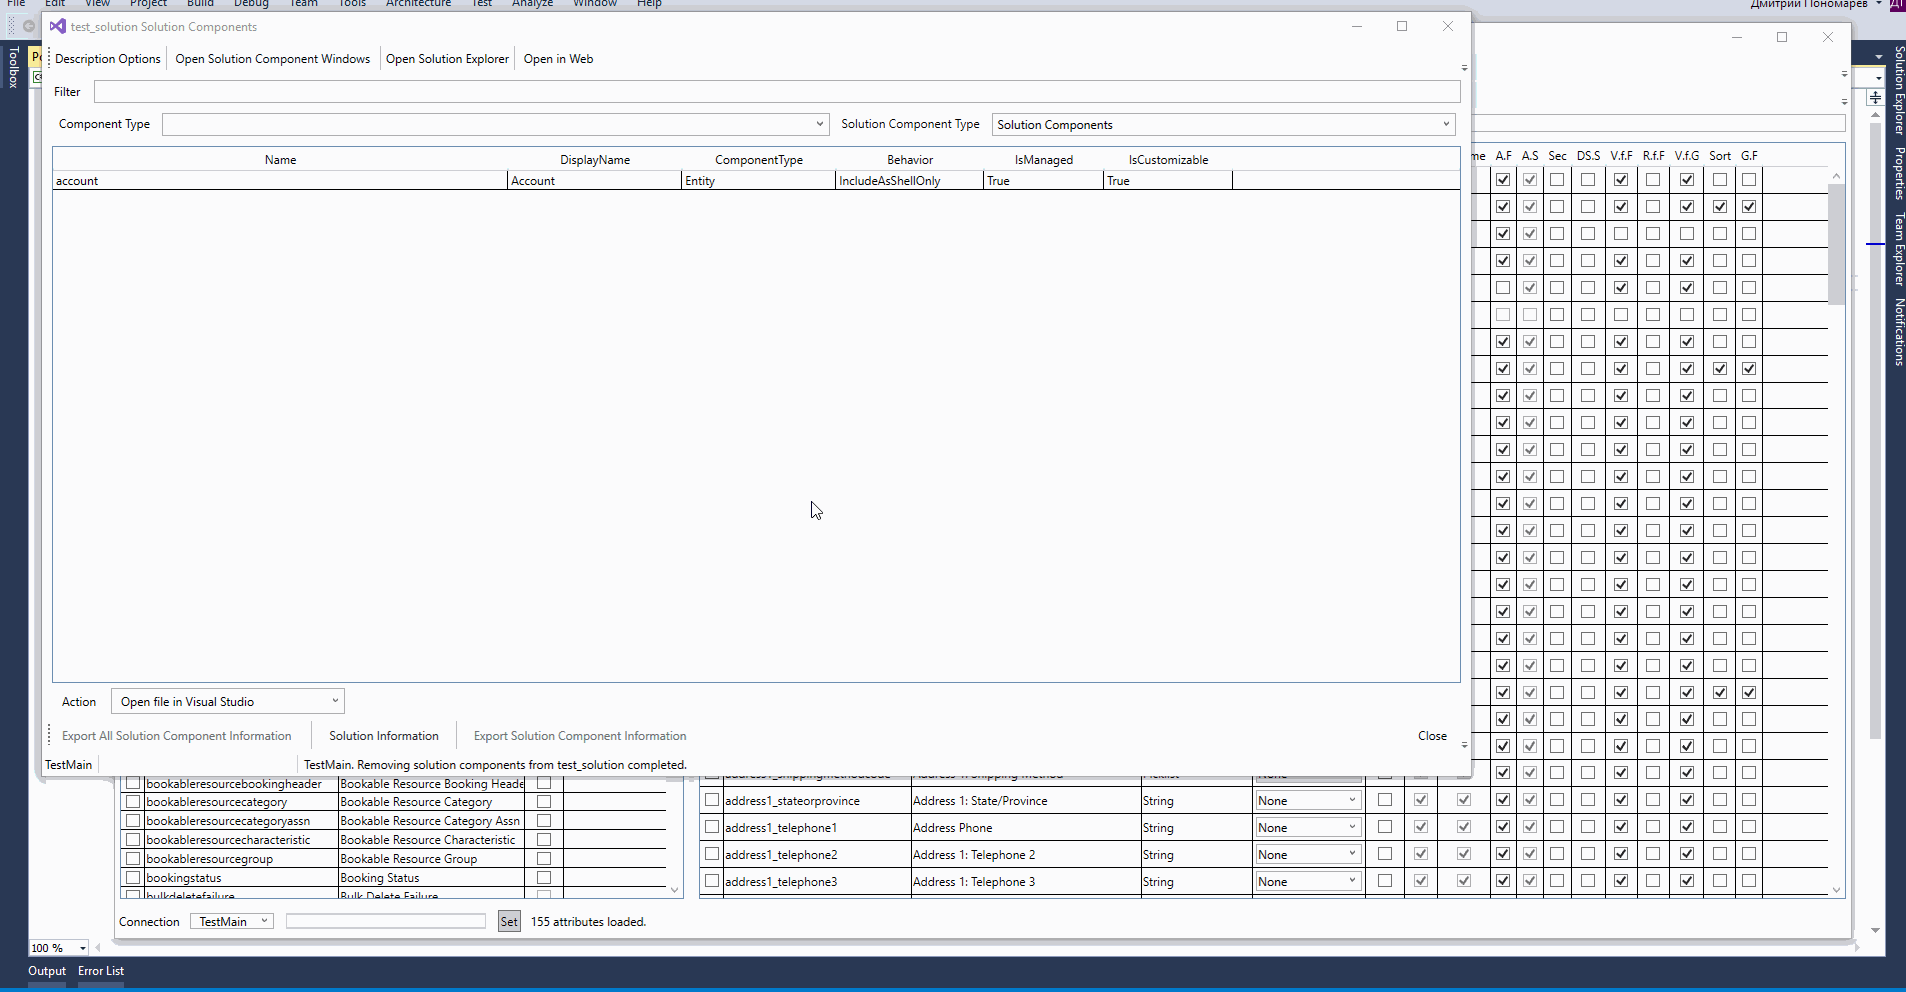 File Edit View Project Build Debug Team Tools Architecture Test Analyze Window Help
Дмитрий Пономарев
ДП
test_solution Solution Components
Toolbox
Description Options Open Solution Component Windows Open Solution Explorer Open in Web
Filter
Component Type Solution Component Type Solution Components
Name DisplayName ComponentType Behavior IsManaged IsCustomizable
account Account Entity IncludeAsShellOnly True True
me A.F A.S Sec DS.S V.f.F R.f.F V.f.G Sort G.F
Solution Explorer
Properties
Team Explorer
Notifications
Action Open file in Visual Studio
Export All Solution Component Information Solution Information Export Solution Component Information Close
TestMain TestMain. Removing solution components from test_solution completed.
bookableresourcebookingheader Bookable Resource Booking Heade
bookableresourcecategory Bookable Resource Category
bookableresourcecategoryassn Bookable Resource Category Assn
bookableresourcecharacteristic Bookable Resource Characteristic
bookableresourcegroup Bookable Resource Group
bookingstatus Booking Status
bulkdeletefailure Bulk Delete Failure
address1_shippingmethodcode Address 1: Shipping Method Picklist None
address1_stateorprovince Address 1: State/Province String None
address1_telephone1 Address Phone String None
address1_telephone2 Address 1: Telephone 2 String None
address1_telephone3 Address 1: Telephone 3 String None
Connection TestMain Set 155 attributes loaded.
100 %
Output Error List